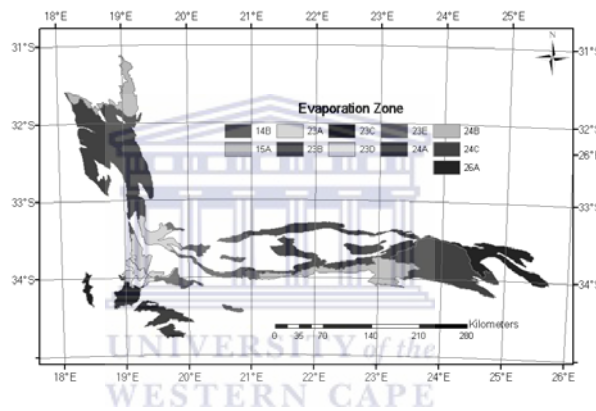 18°E 19°E 20°E 21°E 22°E 23°E 24°E 25°E
N
31°S 31°S
Evaporation Zone
14B 23A 23C 23E 24B
15A 23B 23D 24A 24C
26A
32°S 32°S
26°E
33°S 33°S
34°S 34°S
Kilometers
0 35 70 140 210 280
UNIVERSITY of the
18°E 19°E 20°E 21°E 22°E 23°E 24°E 25°E 26°E
WESTERN CAPE